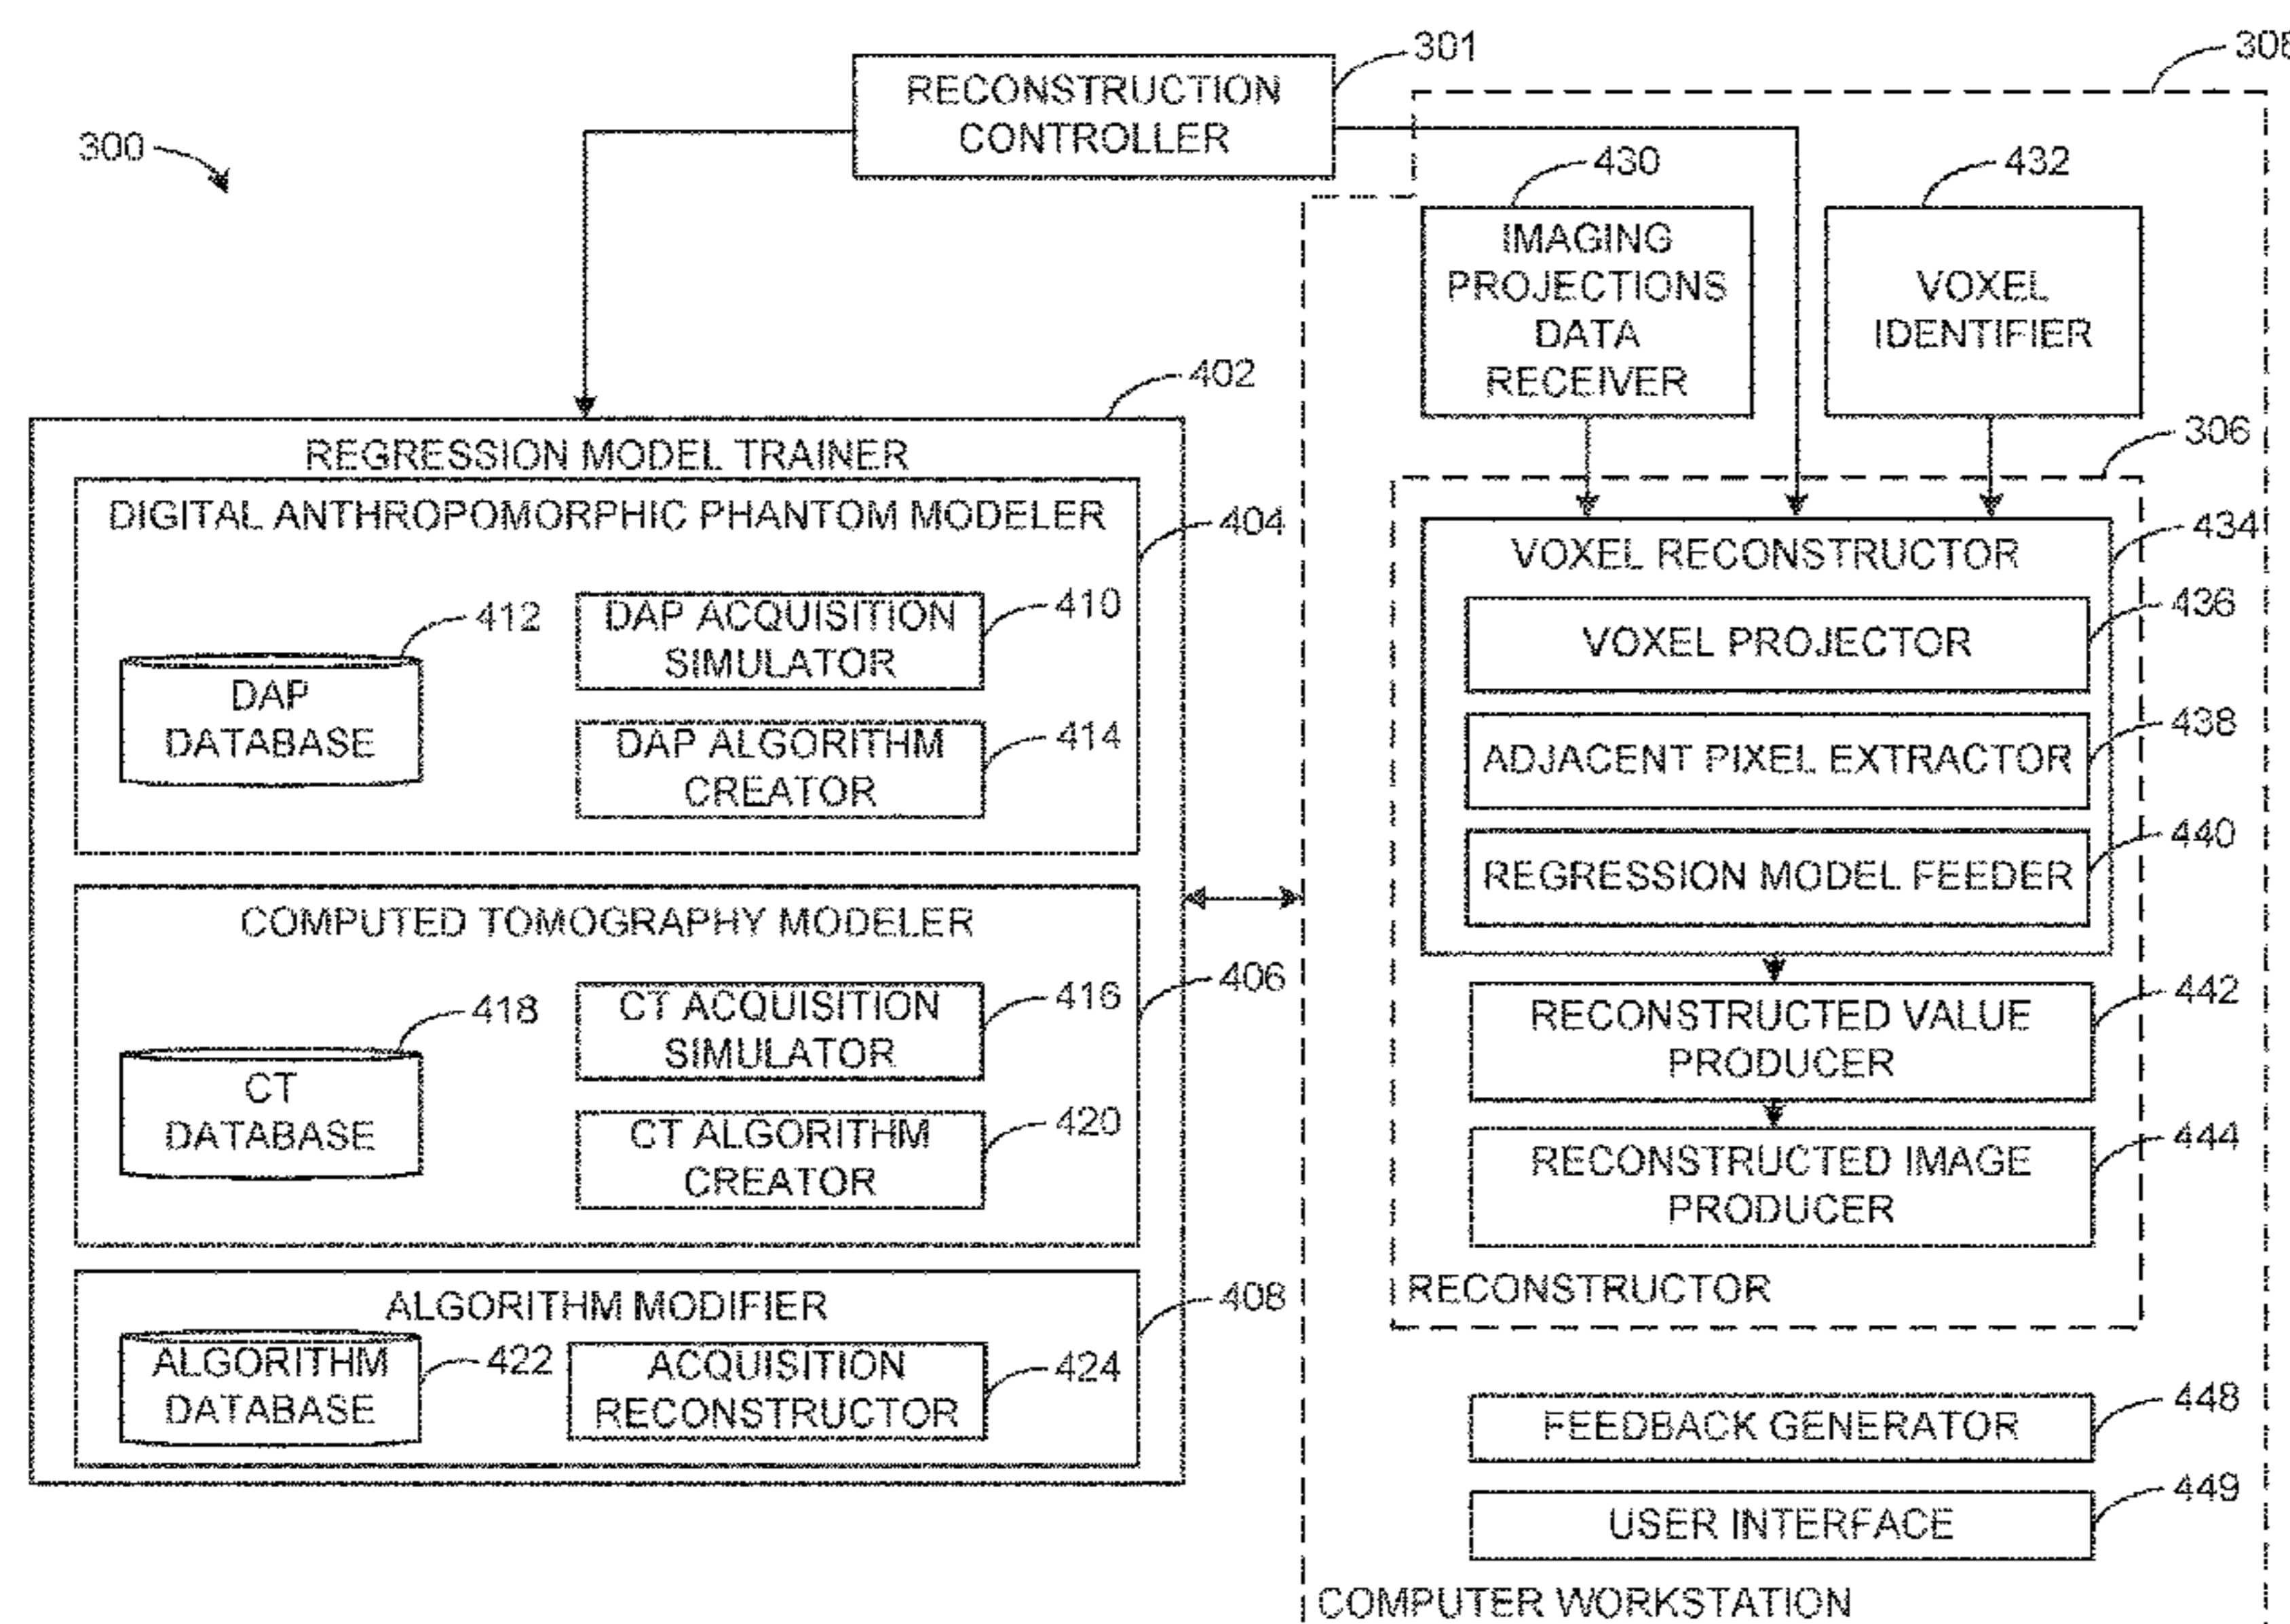 301
308
RECONSTRUCTION
CONTROLLER
300
430
432
IMAGING
PROJECTIONS
DATA
RECEIVER
VOXEL
IDENTIFIER
402
306
REGRESSION MODEL TRAINER
DIGITAL ANTHROPOMORPHIC PHANTOM MODELER
404
412
DAP
DATABASE
DAP ACQUISITION
SIMULATOR
410
DAP ALGORITHM
CREATOR
414
COMPUTED TOMOGRAPHY MODELER
406
418
CT
DATABASE
CT ACQUISITION
SIMULATOR
416
CT ALGORITHM
CREATOR
420
ALGORITHM MODIFIER
408
ALGORITHM
DATABASE
422
ACQUISITION
RECONSTRUCTOR
424
VOXEL RECONSTRUCTOR
434
VOXEL PROJECTOR
436
ADJACENT PIXEL EXTRACTOR
438
REGRESSION MODEL FEEDER
440
RECONSTRUCTED VALUE
PRODUCER
442
RECONSTRUCTED IMAGE
PRODUCER
444
RECONSTRUCTOR
FEEDBACK GENERATOR
448
USER INTERFACE
449
COMPUTER WORKSTATION